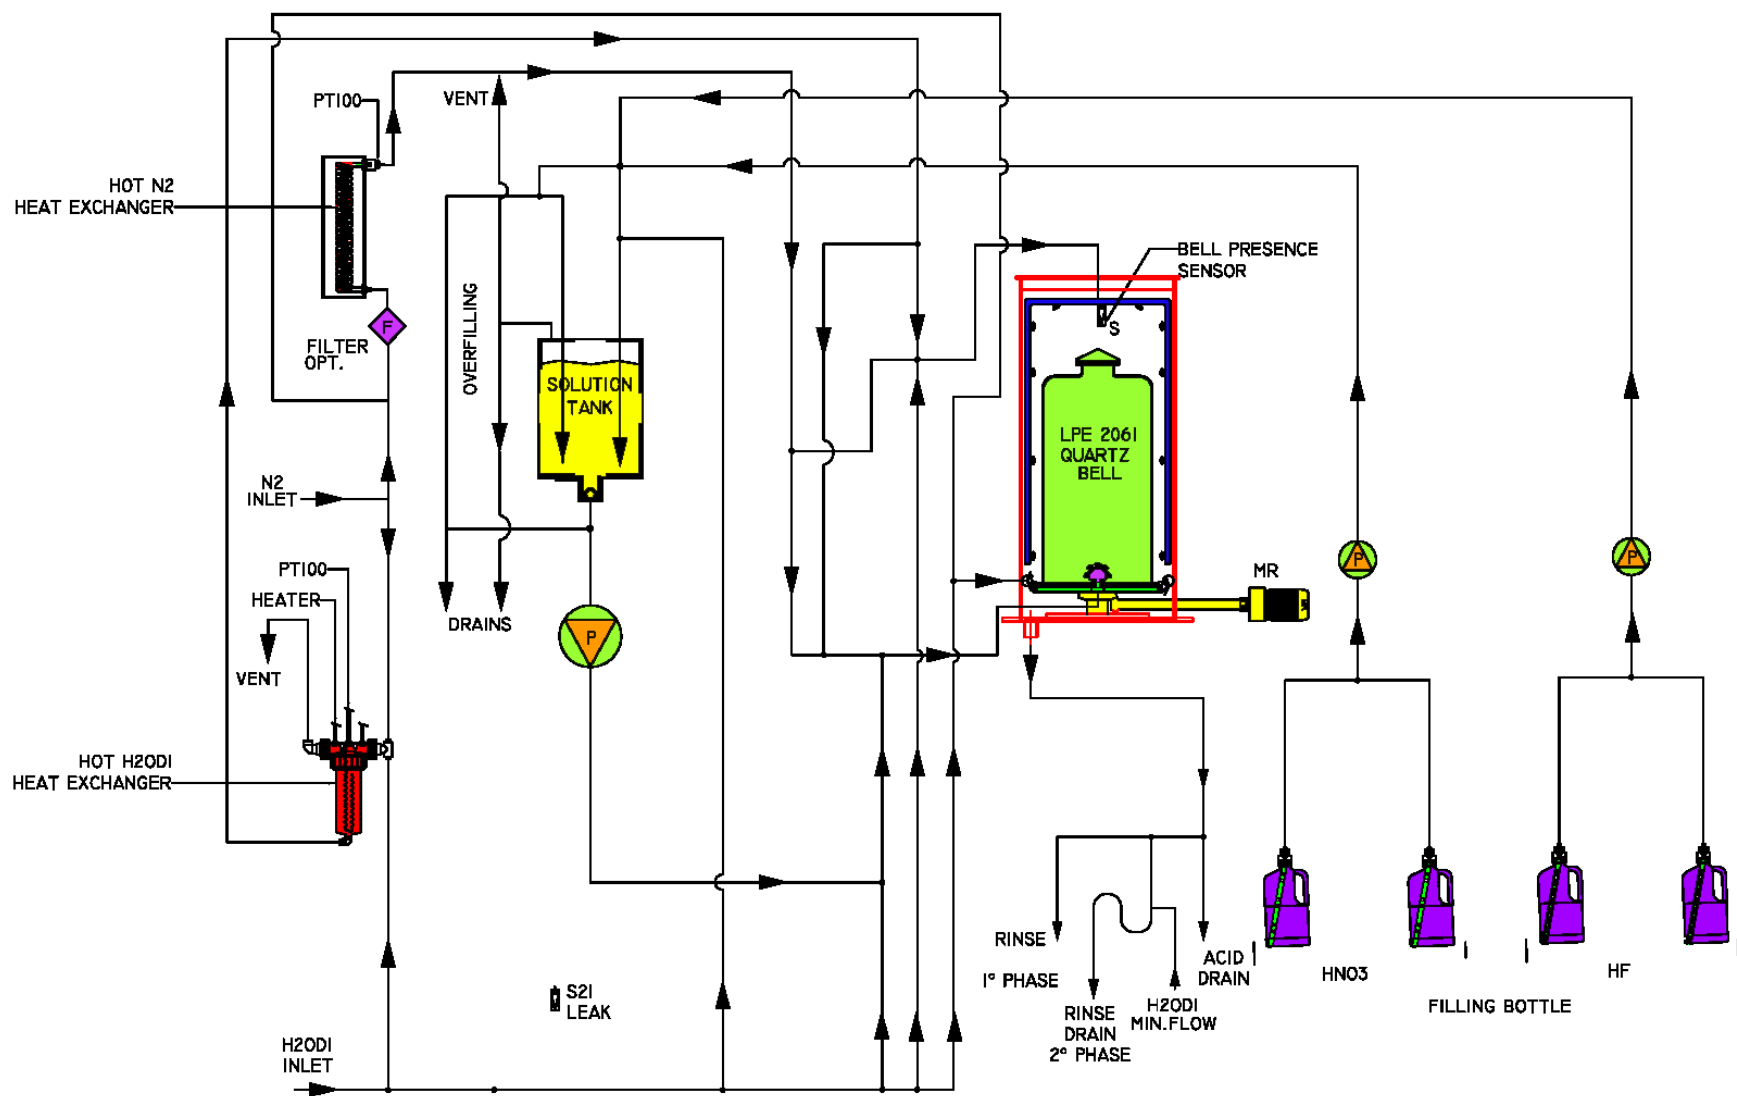 PT100
VENT
HOT N2
HEAT EXCHANGER
BELL PRESENCE
SENSOR
S
F
FILTER
OPT.
OVERFILLING
SOLUTION
TANK
LPE 2061
QUARTZ
BELL
N2
INLET
PT100
HEATER
DRAINS
P
P
P
MR
VENT
HOT H2ODI
HEAT EXCHANGER
RINSE
1° PHASE
ACID
DRAIN
HNO3
HF
S21
LEAK
RINSE
DRAIN
2° PHASE
H2ODI
MIN.FLOW
FILLING BOTTLE
H2ODI
INLET